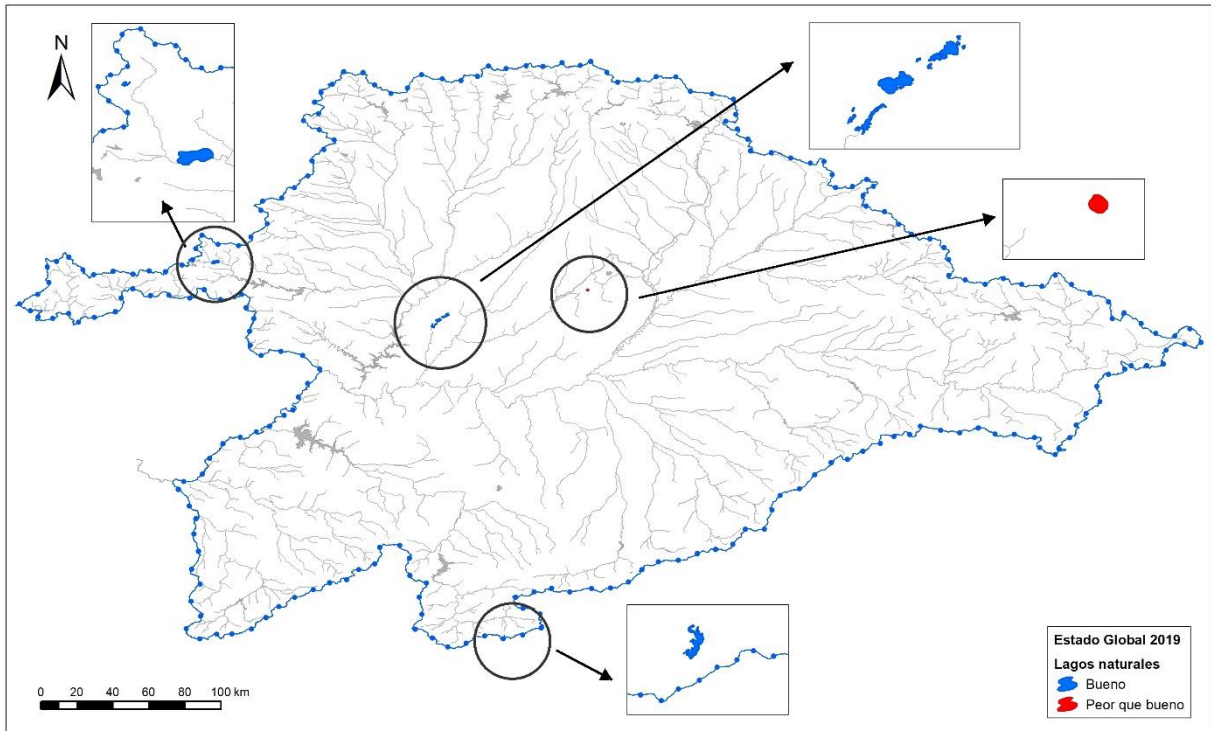 N
0 20 40 60 80 100 km
Estado Global 2019
Lagos naturales
Bueno
Peor que bueno